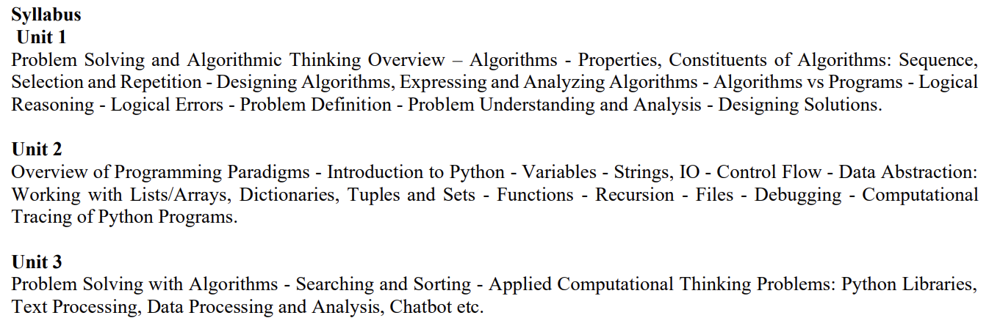 Syllabus
Unit 1
Problem Solving and Algorithmic Thinking Overview – Algorithms - Properties, Constituents of Algorithms: Sequence,
Selection and Repetition - Designing Algorithms, Expressing and Analyzing Algorithms - Algorithms vs Programs - Logical
Reasoning - Logical Errors - Problem Definition - Problem Understanding and Analysis - Designing Solutions.
Unit 2
Overview of Programming Paradigms - Introduction to Python - Variables - Strings, IO - Control Flow - Data Abstraction:
Working with Lists/Arrays, Dictionaries, Tuples and Sets - Functions - Recursion - Files - Debugging - Computational
Tracing of Python Programs.
Unit 3
Problem Solving with Algorithms - Searching and Sorting - Applied Computational Thinking Problems: Python Libraries,
Text Processing, Data Processing and Analysis, Chatbot etc.